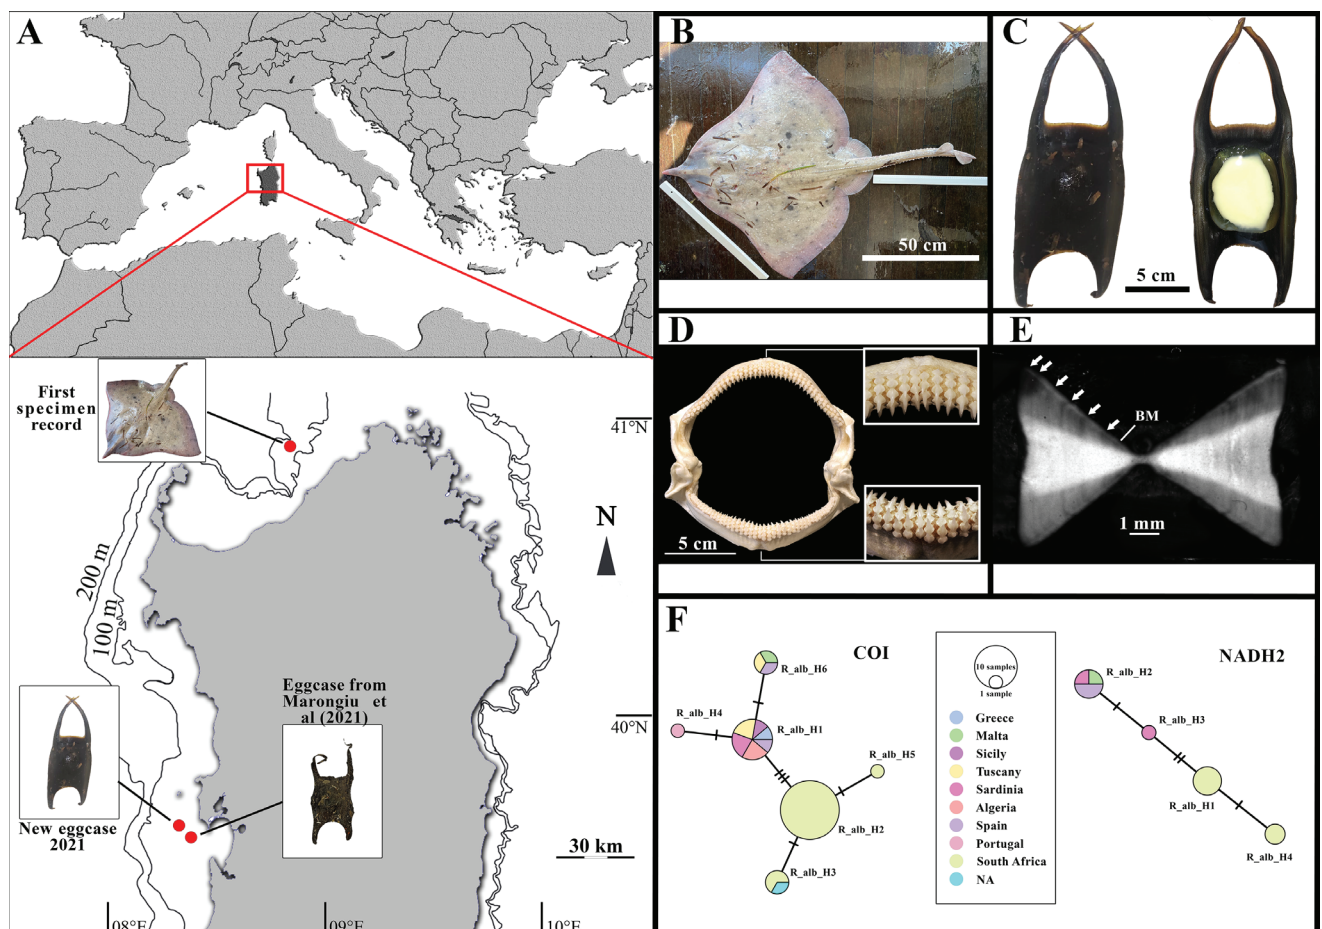 A
First
specimen
record
41°N
N
200 m
100 m
Eggcase from
Marongiu et
al (2021)
40°N
New eggcase
2021
30 km
08°E
09°E
10°E
B
50 cm
C
5 cm
D
5 cm
E
BM
1 mm
F
COI
R_alb_H6
R_alb_H4
R_alb_H1
R_alb_H5
R_alb_H2
R_alb_H3
10 samples
1 sample
Greece
Malta
Sicily
Tuscany
Sardinia
Algeria
Spain
Portugal
South Africa
NA
NADH2
R_alb_H2
R_alb_H3
R_alb_H1
R_alb_H4